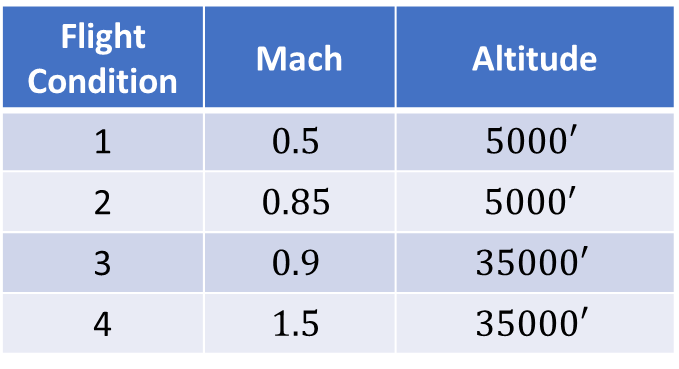 Flight Condition Mach Altitude
1 0.5 5000′
2 0.85 5000′
3 0.9 35000′
4 1.5 35000′